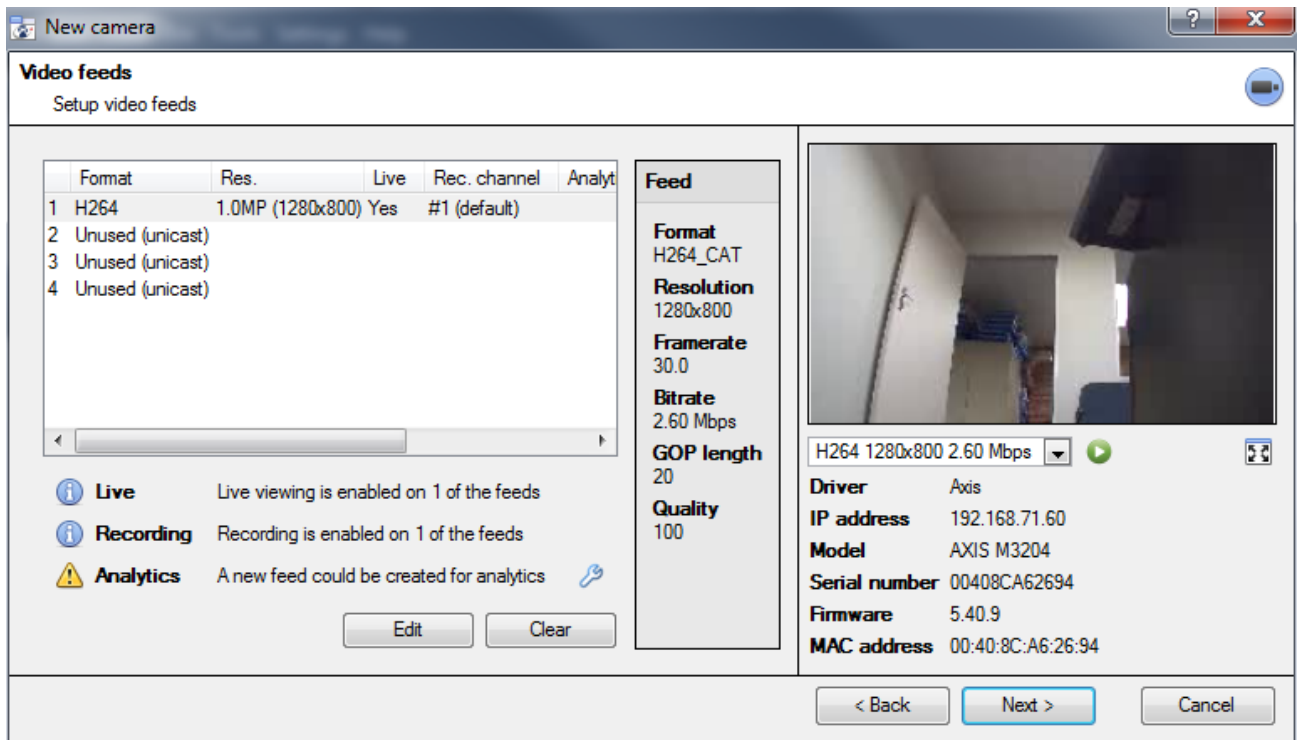 New camera
Video feeds
Setup video feeds
Format Res. Live Rec. channel Analyt
1 H264 1.0MP (1280x800) Yes #1 (default)
2 Unused (unicast)
3 Unused (unicast)
4 Unused (unicast)
Live Live viewing is enabled on 1 of the feeds
Recording Recording is enabled on 1 of the feeds
Analytics A new feed could be created for analytics
Edit Clear
Feed
Format
H264_CAT
Resolution
1280x800
Framerate
30.0
Bitrate
2.60 Mbps
GOP length
20
Quality
100
H264 1280x800 2.60 Mbps
Driver Axis
IP address 192.168.71.60
Model AXIS M3204
Serial number 00408CA62694
Firmware 5.40.9
MAC address 00:40:8C:A6:26:94
< Back Next > Cancel